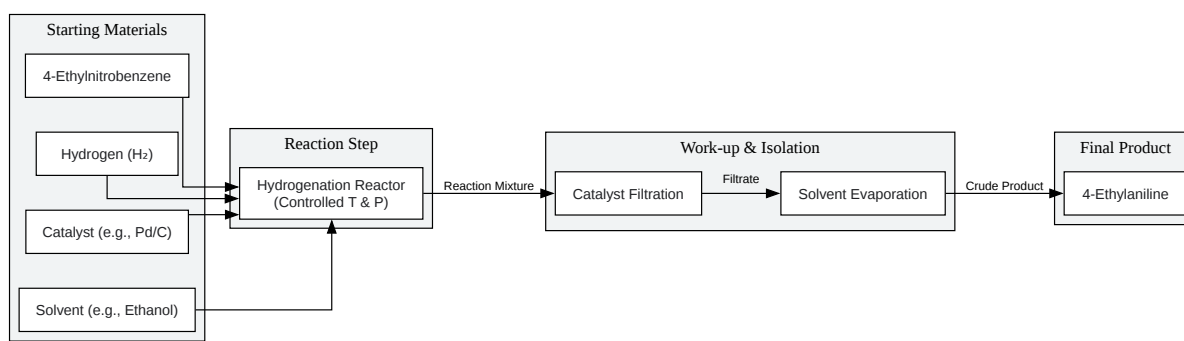 Starting Materials
4-Ethylnitrobenzene
Hydrogen (H₂)
Catalyst (e.g., Pd/C)
Solvent (e.g., Ethanol)
Reaction Step
Hydrogenation Reactor
(Controlled T & P)
Reaction Mixture
Work-up & Isolation
Catalyst Filtration
Filtrate
Solvent Evaporation
Crude Product
Final Product
4-Ethylaniline